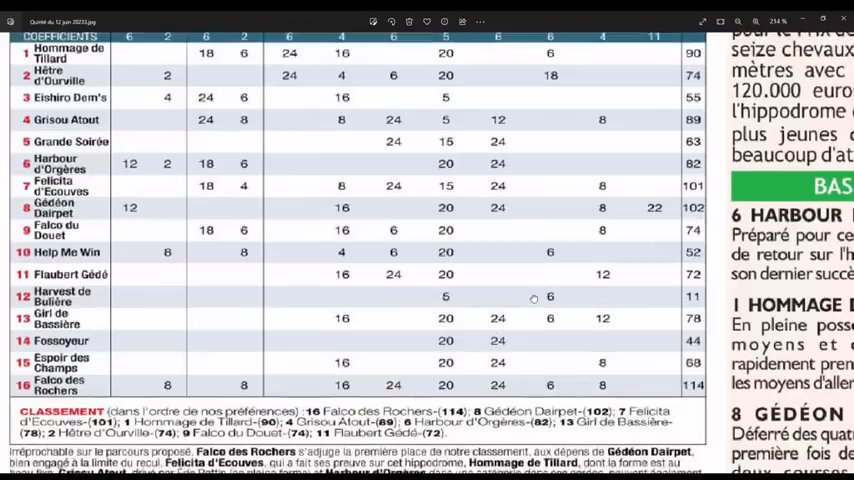 Quinté du 12 juin 20233.jpg
214 %
COEFFICIENTS 6 2 6 2 6 4 6 5 6 6 4 11
1 Hommage de Tillard 18 6 24 16 20 6 90
2 Hêtre d'Ourville 2 24 4 6 20 18 74
3 Eishiro Dem's 4 24 6 16 5 55
4 Grisou Atout 24 8 8 24 5 12 8 89
5 Grande Soirée 24 15 24 63
6 Harbour d'Orgères 12 2 18 6 20 24 82
7 Felicita d'Ecouves 18 4 8 24 15 24 8 101
8 Gédéon Dairpet 12 16 20 24 8 22 102
9 Falco du Douet 18 6 16 6 20 8 74
10 Help Me Win 8 8 4 6 20 6 52
11 Flaubert Gédé 16 24 20 12 72
12 Harvest de Bulière 5 6 11
13 Girl de Bassière 16 20 24 6 12 78
14 Fossoyeur 20 24 44
15 Espoir des Champs 16 20 24 8 68
16 Falco des Rochers 8 8 16 24 20 24 6 8 114
CLASSEMENT (dans l'ordre de nos préférences) :16 Falco des Rochers-(114); 8 Gédéon Dairpet-(102); 7 Felicita
d'Ecouves-(101); 1 Hommage de Tillard-(90); 4 Grisou Atout-(89); 6 Harbour d'Orgères-(82); 13 Girl de Bassière-
(78); 2 Hêtre d'Ourville-(74); 9 Falco du Douet-(74); 11 Flaubert Gédé-(72).
Irréprochable sur le parcours proposé, Falco des Rochers s'adjuge la première place de notre classement, aux dépens de Gédéon Dairpet,
bien engagé à la limite du recul. Felicita d'Ecouves, qui a fait ses preuve sur cet hippodrome, Hommage de Tillard, dont la forme est au
seize chevaux
mètres avec
120.000 euro
l'hippodrome
plus jeunes
beaucoup d'at
BAS
6 HARBOUR
Préparé pour ce
de retour sur l'h
son dernier succè
1 HOMMAGE D
En pleine poss
moyens et
rapidement pren
les moyens d'aller
8 GÉDÉON
Déferré des quat
première fois de